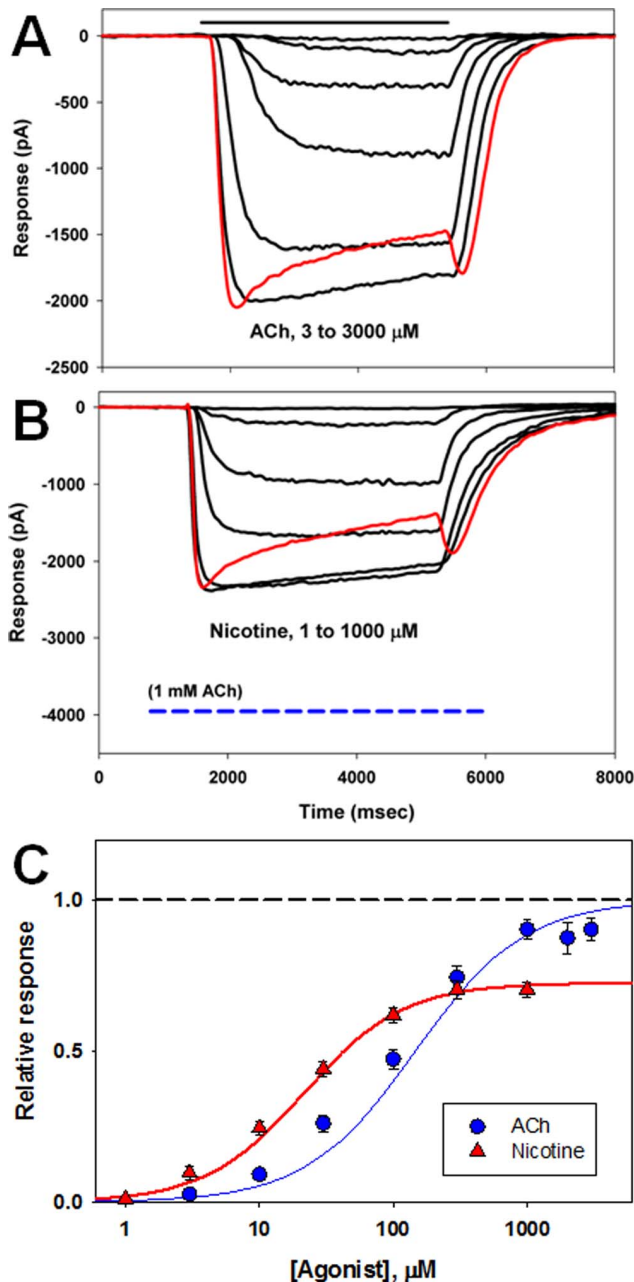 A
Response (pA)
0
-500
-1000
-1500
-2000
-2500
ACh, 3 to 3000 μM
B
Response (pA)
0
-1000
-2000
-3000
-4000
Nicotine, 1 to 1000 μM
(1 mM ACh)
0 2000 4000 6000 8000
Time (msec)
C
Relative response
1.0
0.5
0.0
ACh
Nicotine
1 10 100 1000
[Agonist], μM